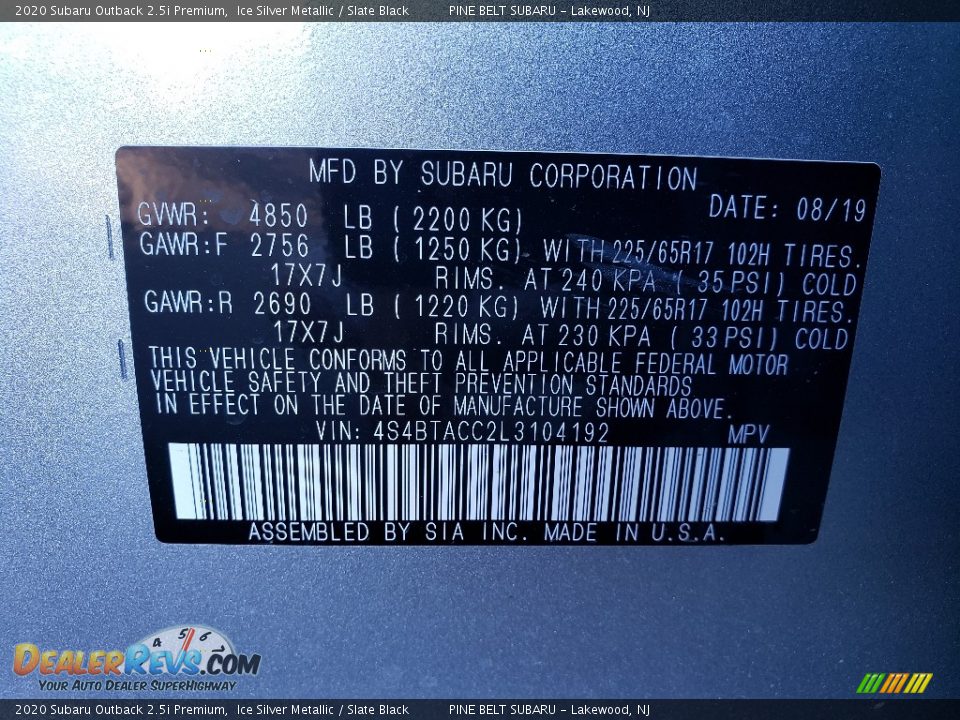 2020 Subaru Outback 2.5i Premium,  Ice Silver Metallic / Slate Black     PINE BELT SUBARU - Lakewood, NJ
MFD BY SUBARU CORPORATION
GVWR: 4850 LB ( 2200 KG) DATE: 08/19
GAWR:F 2756 LB ( 1250 KG) WITH 225/65R17 102H TIRES.
17X7J RIMS. AT 240 KPA ( 35 PSI) COLD
GAWR:R 2690 LB ( 1220 KG) WITH 225/65R17 102H TIRES.
17X7J RIMS. AT 230 KPA ( 33 PSI) COLD
THIS VEHICLE CONFORMS TO ALL APPLICABLE FEDERAL MOTOR
VEHICLE SAFETY AND THEFT PREVENTION STANDARDS
IN EFFECT ON THE DATE OF MANUFACTURE SHOWN ABOVE.
VIN: 4S4BTACC2L3104192 MPV
ASSEMBLED BY SIA INC. MADE IN U.S.A.
4 5 6
DEALERREVS.COM
YOUR AUTO DEALER SUPERHIGHWAY
2020 Subaru Outback 2.5i Premium,  Ice Silver Metallic / Slate Black     PINE BELT SUBARU - Lakewood, NJ